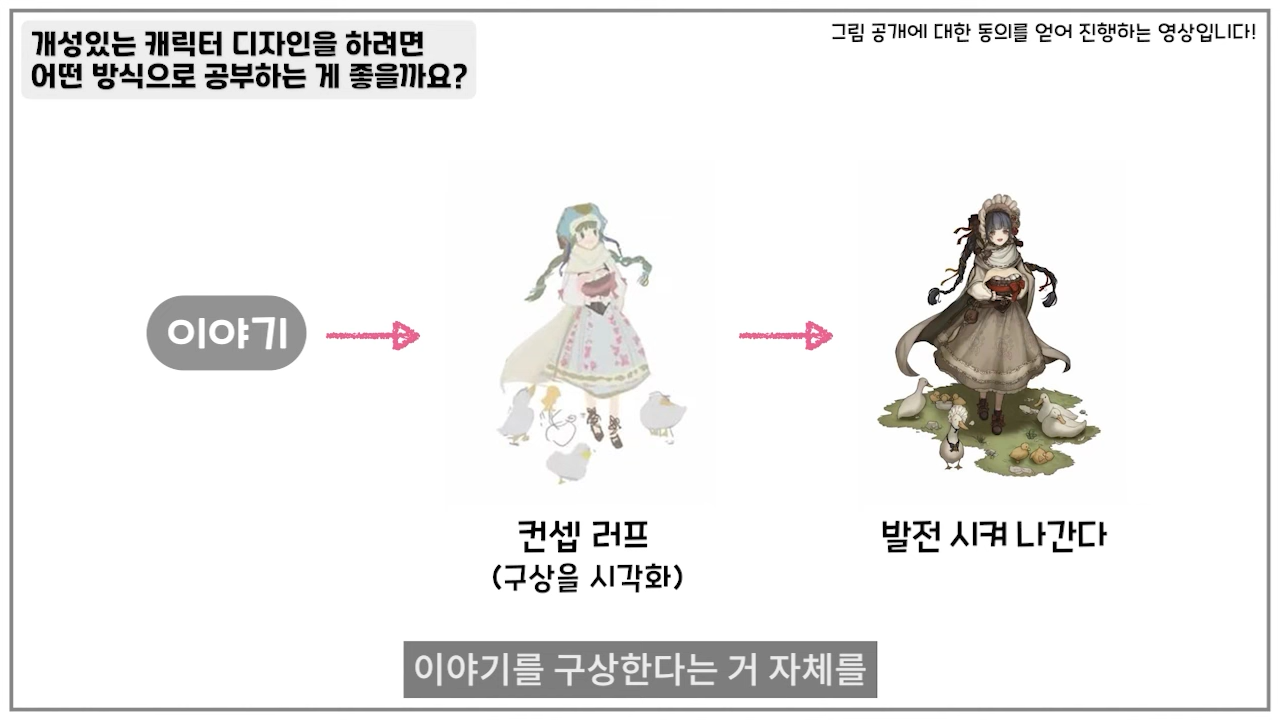 개성있는 캐릭터 디자인을 하려면
어떤 방식으로 공부하는 게 좋을까요?
그림 공개에 대한 동의를 얻어 진행하는 영상입니다!
이야기
컨셉 러프
(구상을 시각화)
발전 시켜 나간다
이야기를 구상한다는 거 자체를